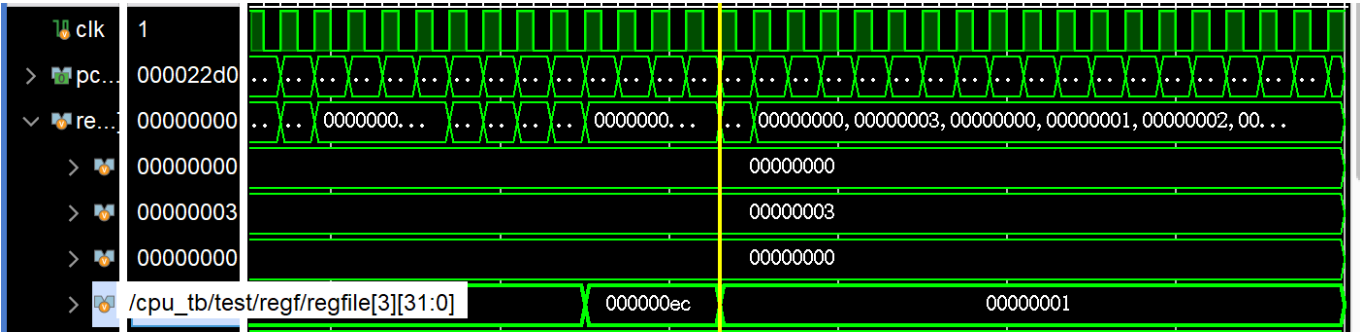 clk 1
pc... 000022d0 .. .. .. .. .. .. .. .. .. .. .. .. .. .. .. .. .. .. .. .. .. .. .. .. .. .. .. .. .. .. .. ..
re...] 00000000 .. .. 0000000... .. .. .. .. 0000000... .. 00000000, 00000003, 00000000, 00000001, 00000002, 00...
00000000 00000000
00000003 00000003
00000000 00000000
/cpu_tb/test/regf/regfile[3][31:0] 000000ec 00000001